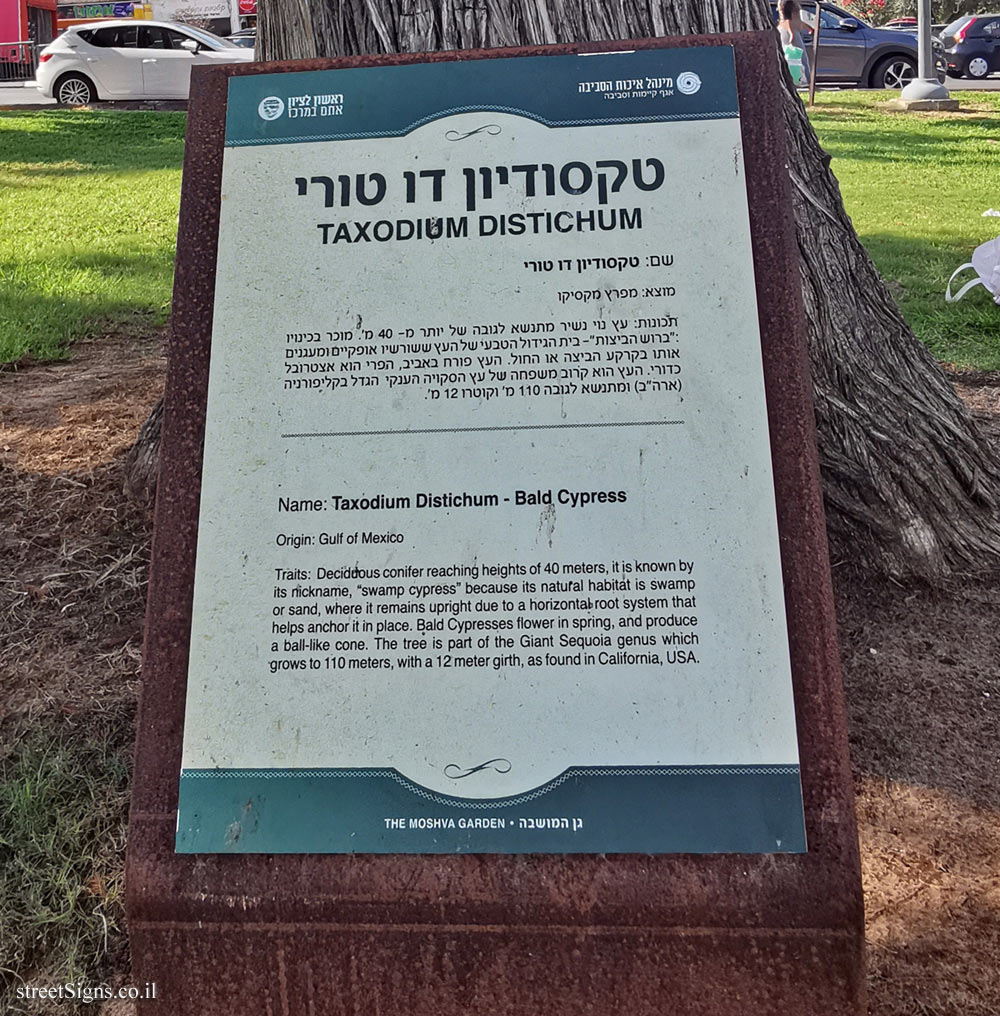 ראשון לציון
אתם במרכז
מינהל איכות הסביבה
אגף קיימות וסביבה
טקסודיון דו טורי
TAXODIUM DISTICHUM
שם: טקסודיון דו טורי
מוצא: מפרץ מקסיקו
תכונות: עץ נוי נשיר מתנשא לגובה של יותר מ- 40 מ'. מוכר בכינויו
:"ברוש הביצות"- בית הגידול הטבעי של העץ ששורשיו אופקיים ומעגנים
אותו בקרקע הביצה או החול. העץ פורח באביב, הפרי הוא אצטרובל
כדורי. העץ הוא קרוב משפחה של עץ הסקויה הענקי הגדל בקליפורניה
(ארה"ב) ומתנשא לגובה 110 מ' וקוטרו 12 מ'.
Name: Taxodium Distichum - Bald Cypress
Origin: Gulf of Mexico
Traits: Deciduous conifer reaching heights of 40 meters, it is known by
its nickname, "swamp cypress" because its natural habitat is swamp
or sand, where it remains upright due to a horizontal root system that
helps anchor it in place. Bald Cypresses flower in spring, and produce
a ball-like cone. The tree is part of the Giant Sequoia genus which
grows to 110 meters, with a 12 meter girth, as found in California, USA.
THE MOSHVA GARDEN • גן המושבה
streetSigns.co.il